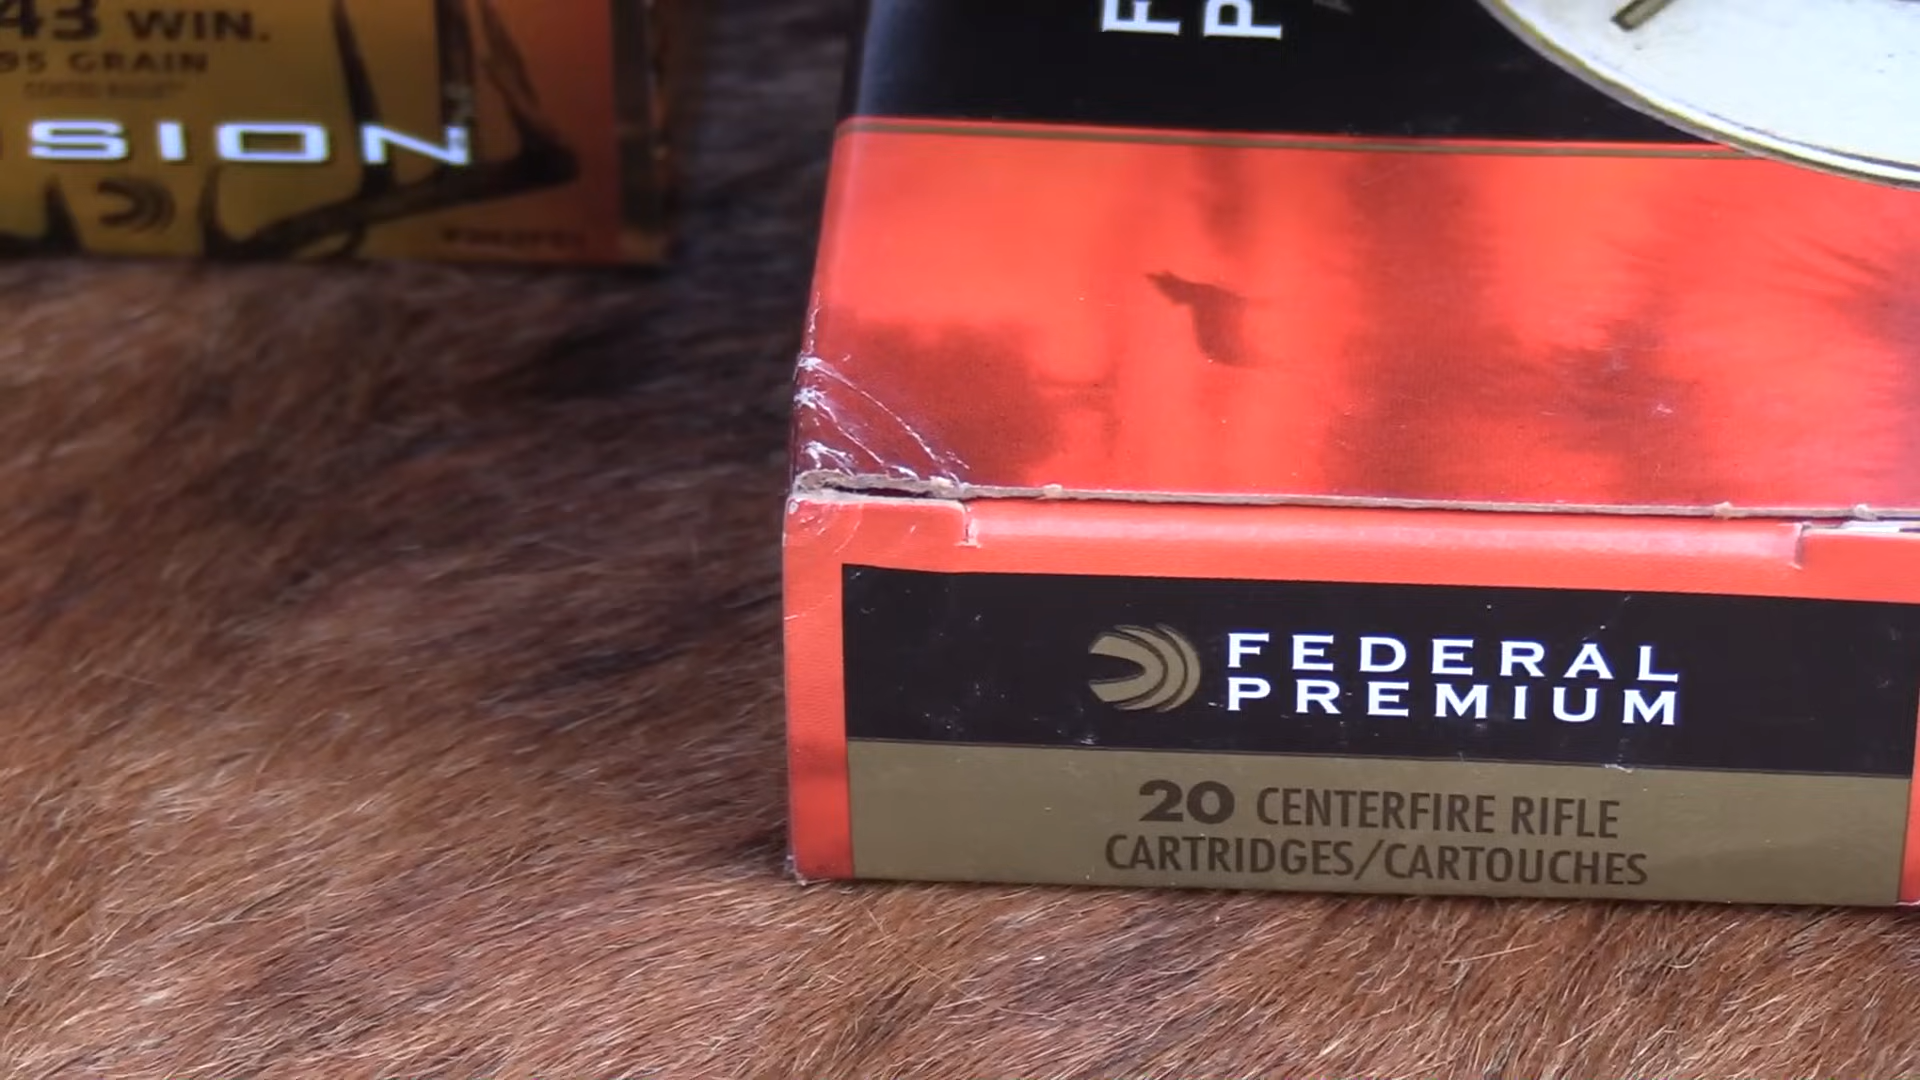 43 WIN.
95 GRAIN
SION
F
P
FEDERAL
PREMIUM
20 CENTERFIRE RIFLE
CARTRIDGES/CARTOUCHES